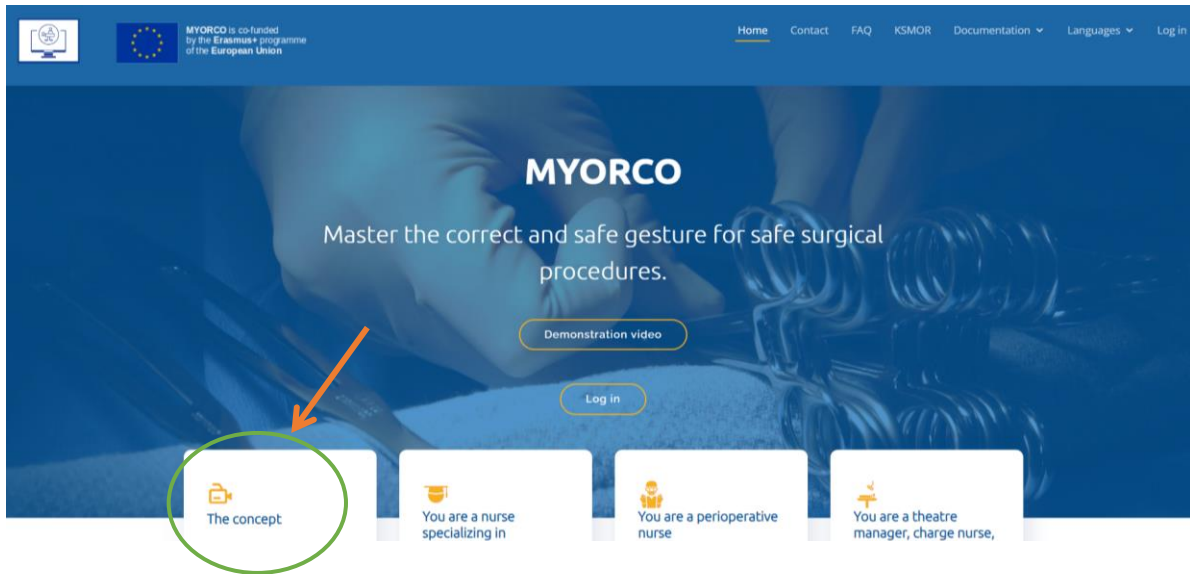 MYORCO is co-funded
by the Erasmus+ programme
of the European Union
Home Contact FAQ KSMOR Documentation Languages Log in
MYORCO
Master the correct and safe gesture for safe surgical
procedures.
Demonstration video
Log in
The concept
You are a nurse
specializing in
You are a perioperative
nurse
You are a theatre
manager, charge nurse,